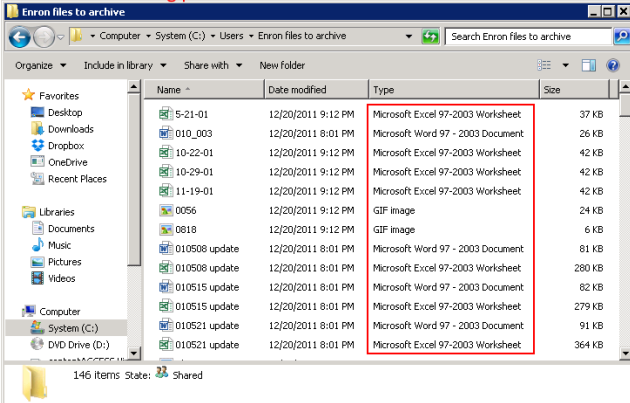 Enron files to archive
Computer System (C:) Users Enron files to archive Search Enron files to archive
Organize Include in library Share with New folder
Name Date modified Type Size
Favorites
Desktop
Downloads
Dropbox
OneDrive
Recent Places
Libraries
Documents
Music
Pictures
Videos
Computer
System (C:)
DVD Drive (D:)
5-21-01 12/20/2011 9:12 PM Microsoft Excel 97-2003 Worksheet 37 KB
010_003 12/20/2011 8:01 PM Microsoft Word 97 - 2003 Document 26 KB
10-22-01 12/20/2011 9:12 PM Microsoft Excel 97-2003 Worksheet 42 KB
10-29-01 12/20/2011 9:12 PM Microsoft Excel 97-2003 Worksheet 42 KB
11-19-01 12/20/2011 9:12 PM Microsoft Excel 97-2003 Worksheet 42 KB
0056 12/20/2011 9:12 PM GIF image 24 KB
0818 12/20/2011 9:12 PM GIF image 6 KB
010508 update 12/20/2011 8:01 PM Microsoft Word 97 - 2003 Document 81 KB
010508 update 12/20/2011 8:01 PM Microsoft Excel 97-2003 Worksheet 280 KB
010515 update 12/20/2011 8:01 PM Microsoft Word 97 - 2003 Document 82 KB
010515 update 12/20/2011 8:01 PM Microsoft Excel 97-2003 Worksheet 279 KB
010521 update 12/20/2011 8:01 PM Microsoft Word 97 - 2003 Document 91 KB
010521 update 12/20/2011 8:01 PM Microsoft Excel 97-2003 Worksheet 364 KB
146 items State: Shared